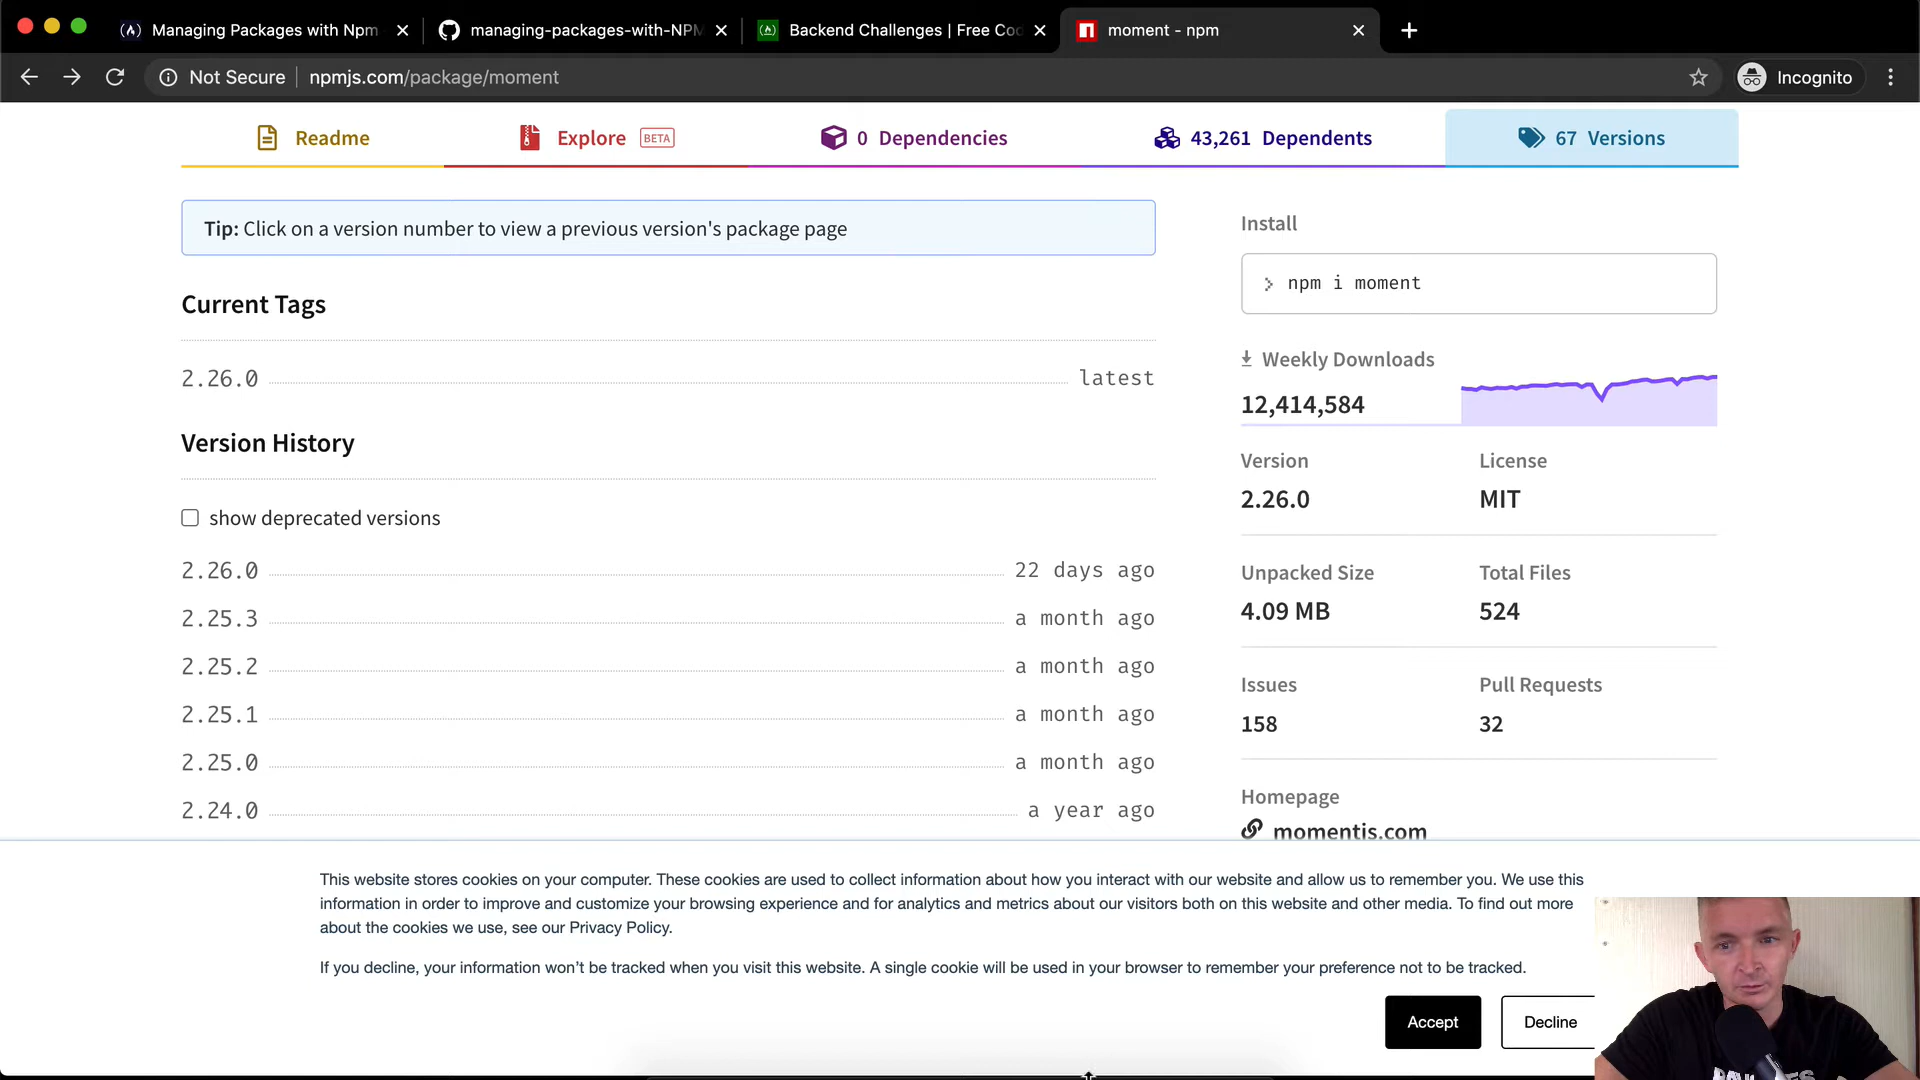 Managing Packages with Npm
managing-packages-with-NPM
Backend Challenges | Free Coo
moment - npm
Not Secure
npmjs.com/package/moment
Incognito
Readme
Explore BETA
0 Dependencies
43,261 Dependents
67 Versions
Tip: Click on a version number to view a previous version's package page
Current Tags
2.26.0 latest
Version History
show deprecated versions
2.26.0 22 days ago
2.25.3 a month ago
2.25.2 a month ago
2.25.1 a month ago
2.25.0 a month ago
2.24.0 a year ago
Install
npm i moment
Weekly Downloads
12,414,584
Version License
2.26.0 MIT
Unpacked Size Total Files
4.09 MB 524
Issues Pull Requests
158 32
Homepage
momentjs.com
This website stores cookies on your computer. These cookies are used to collect information about how you interact with our website and allow us to remember you. We use this
information in order to improve and customize your browsing experience and for analytics and metrics about our visitors both on this website and other media. To find out more
about the cookies we use, see our Privacy Policy.
If you decline, your information won't be tracked when you visit this website. A single cookie will be used in your browser to remember your preference not to be tracked.
Accept Decline